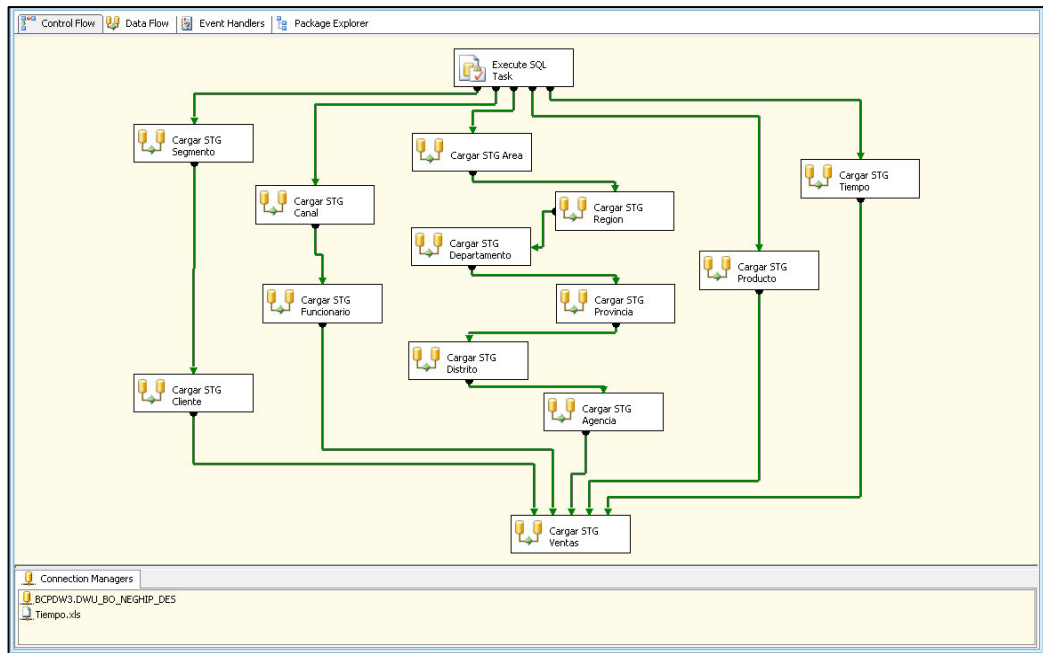 Control Flow
Data Flow
Event Handlers
Package Explorer
Execute SQL
Task
Cargar STG
Segmento
Cargar STG Area
Cargar STG
Tiempo
Cargar STG
Canal
Cargar STG
Region
Cargar STG
Departamento
Cargar STG
Producto
Cargar STG
Funcionario
Cargar STG
Provincia
Cargar STG
Distrito
Cargar STG
Cliente
Cargar STG
Agencia
Cargar STG
Ventas
Connection Managers
BCPDW3.DWU_BO_NEGHIP_DES
Tiempo.xls